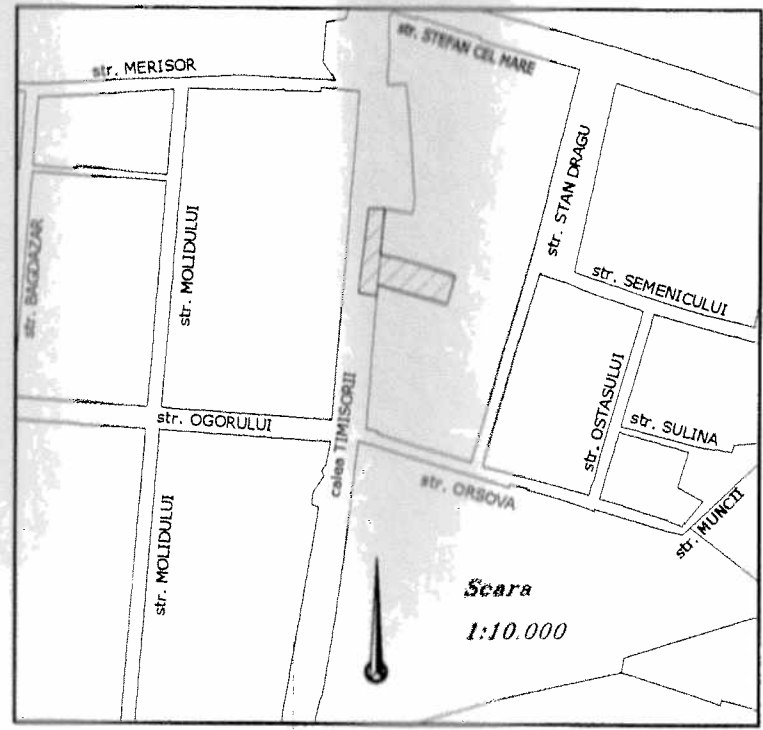 str. STEFAN CEL MARE
str. MERISOR
str. STAN DRAGU
str. BAGDAZAR
str. MOLIDULUI
str. SEMENICULUI
str. OSTASULUI
str. OGORULUI
calea TIMISORII
str. SULINA
str. ORSOVA
str. MUNCII
str. MOLIDULUI
Scara
1:10.000